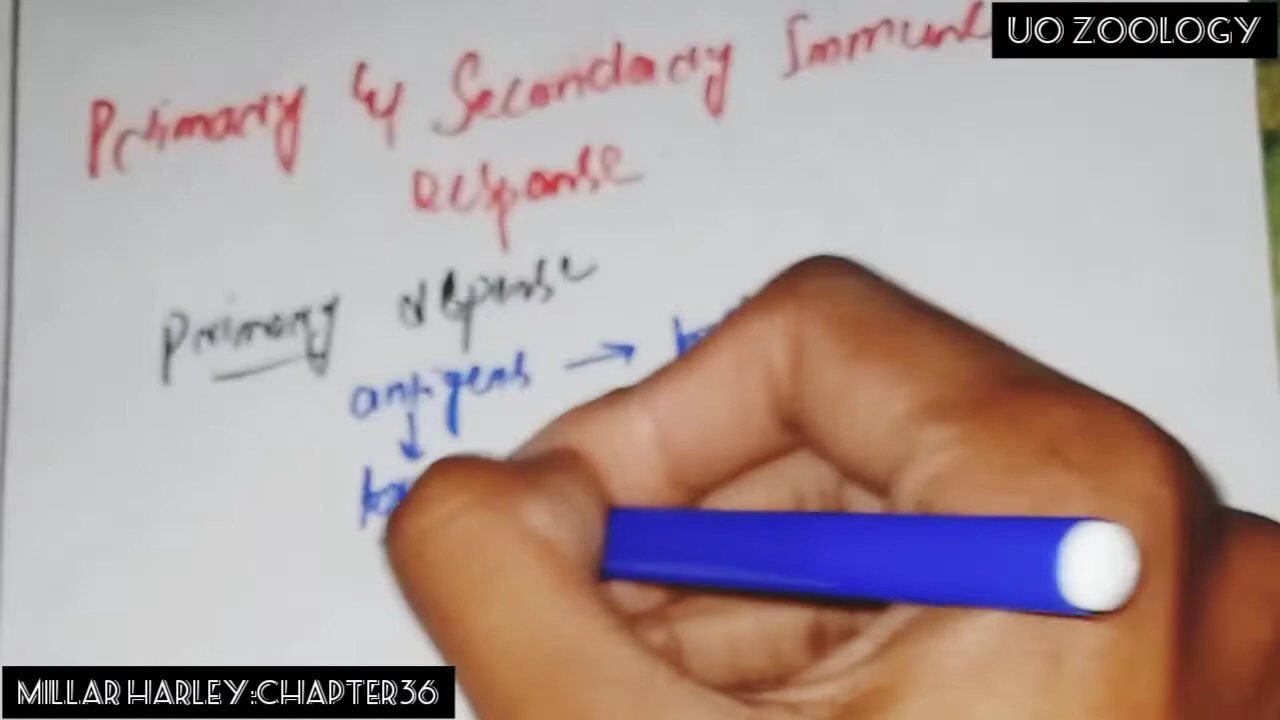 UO ZOOLOGY
Primary & Secondary Immune
Response
Primary response
antigens →
↓
MILLAR HARLEY:CHAPTER36